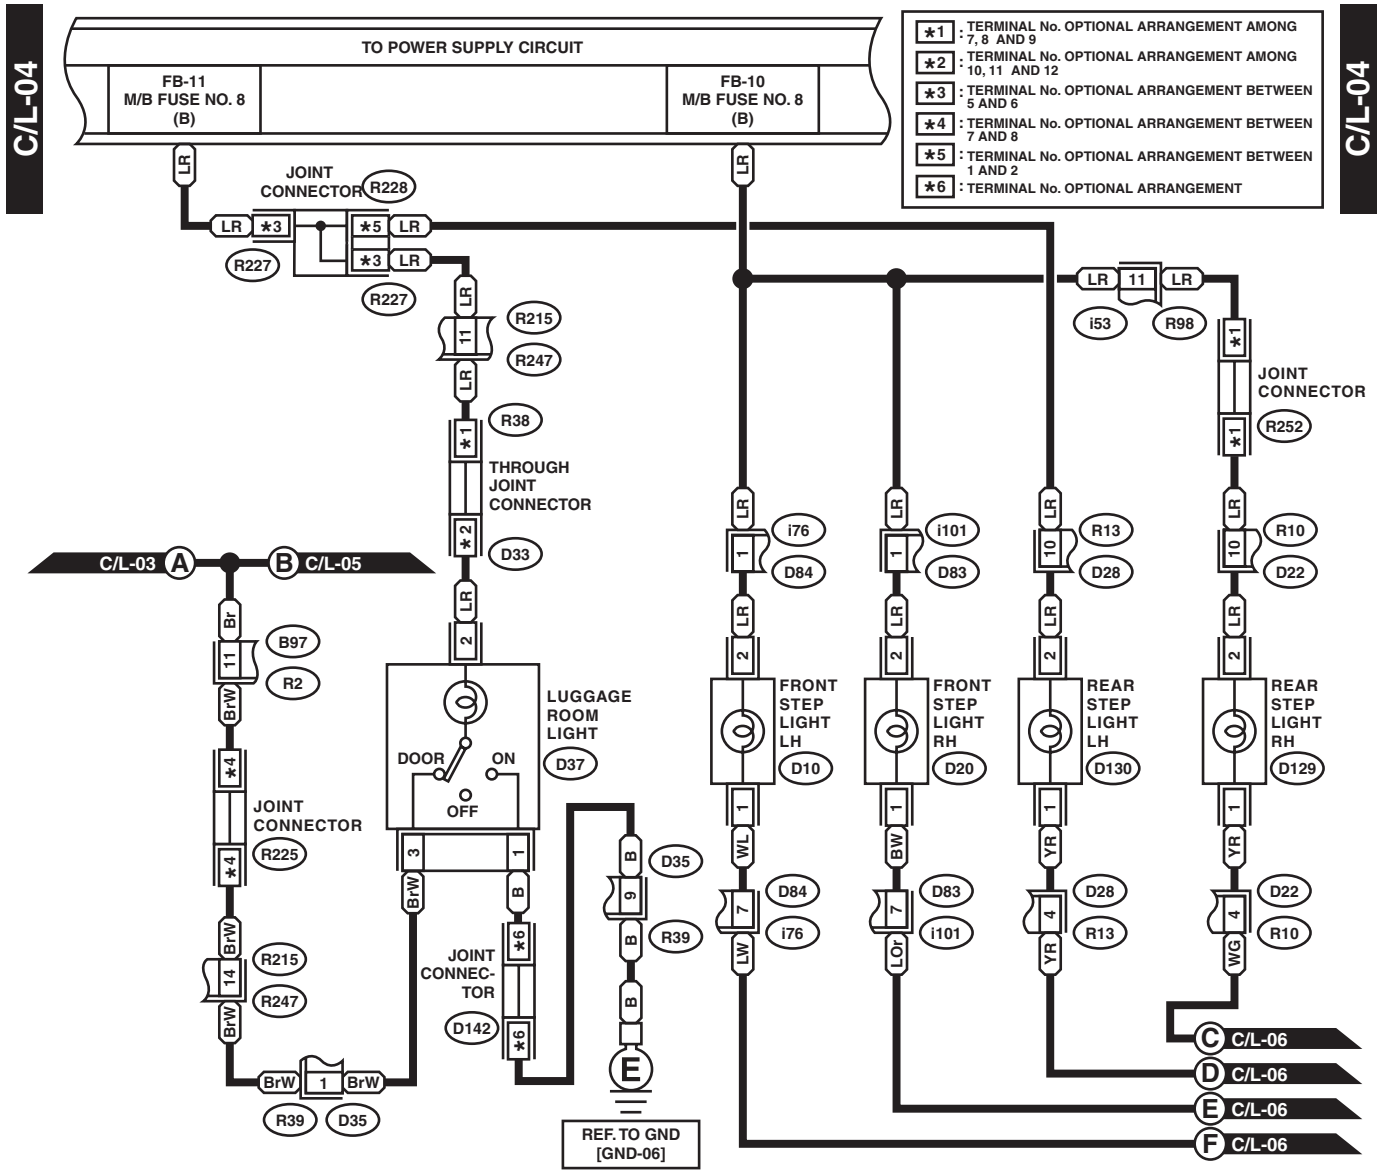 C/L-04
C/L-04
TO POWER SUPPLY CIRCUIT
FB-11
M/B FUSE NO. 8
(B)
FB-10
M/B FUSE NO. 8
(B)
*1 : TERMINAL No. OPTIONAL ARRANGEMENT AMONG
7, 8 AND 9
*2 : TERMINAL No. OPTIONAL ARRANGEMENT AMONG
10, 11 AND 12
*3 : TERMINAL No. OPTIONAL ARRANGEMENT BETWEEN
5 AND 6
*4 : TERMINAL No. OPTIONAL ARRANGEMENT BETWEEN
7 AND 8
*5 : TERMINAL No. OPTIONAL ARRANGEMENT BETWEEN
1 AND 2
*6 : TERMINAL No. OPTIONAL ARRANGEMENT
LR
LR
JOINT
CONNECTOR
R228
LR *3
*5 LR
*3 LR
R227
R227
LR
11
LR
R215
R247
LR 11 LR
i53
R98
*1
JOINT
CONNECTOR
*1
R252
R38
*1
THROUGH
JOINT
CONNECTOR
*2
D33
LR
2
C/L-03 A
B C/L-05
Br
11
BrW
B97
R2
*4
JOINT
CONNECTOR
*4
R225
BrW
14
BrW
R215
R247
BrW 1 BrW
R39
D35
LUGGAGE
ROOM
LIGHT
D37
DOOR
ON
OFF
3
1
BrW
B
*6
JOINT
CONNEC-
TOR
*6
D142
B
9
B
D35
R39
B
E
REF. TO GND
[GND-06]
LR
1
LR
2
i76
D84
LR
1
LR
2
i101
D83
LR
10
LR
2
R13
D28
LR
10
LR
2
R10
D22
FRONT
STEP
LIGHT
LH
D10
FRONT
STEP
LIGHT
RH
D20
REAR
STEP
LIGHT
LH
D130
REAR
STEP
LIGHT
RH
D129
1
WL
7
LW
D84
i76
1
BW
7
LOr
D83
i101
1
YR
4
YR
D28
R13
1
YR
4
WG
D22
R10
C C/L-06
D C/L-06
E C/L-06
F C/L-06